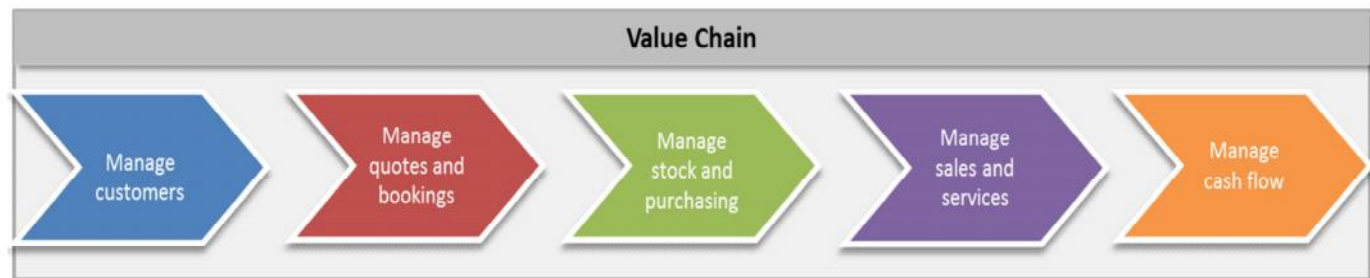 Value Chain
Manage
customers
Manage
quotes and
bookings
Manage
stock and
purchasing
Manage
sales and
services
Manage
cash flow